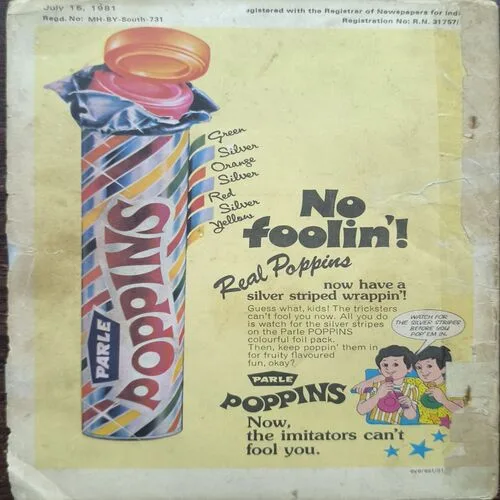 July 15, 1981
Regd. No: MH-BY-South-731
gistered with the Registrar of Newspapers for Indi
Registration No: R.N. 31757/
Green
Silver
Orange
Silver
Red
Silver
Yellow
PARLE
POPPINS
No
foolin'!
Real Poppins
now have a
silver striped wrappin'!
Guess what, kids! The tricksters
can't fool you now. All you do
is watch for the silver stripes
on the Parle POPPINS
colourful foil pack.
Then, keep poppin' them in
for fruity flavoured
fun, okay?
WATCH FOR
THE SILVER STRIPES
BEFORE YOU
POP 'EM IN.
PARLE
POPPINS
Now,
the imitators can't
fool you.